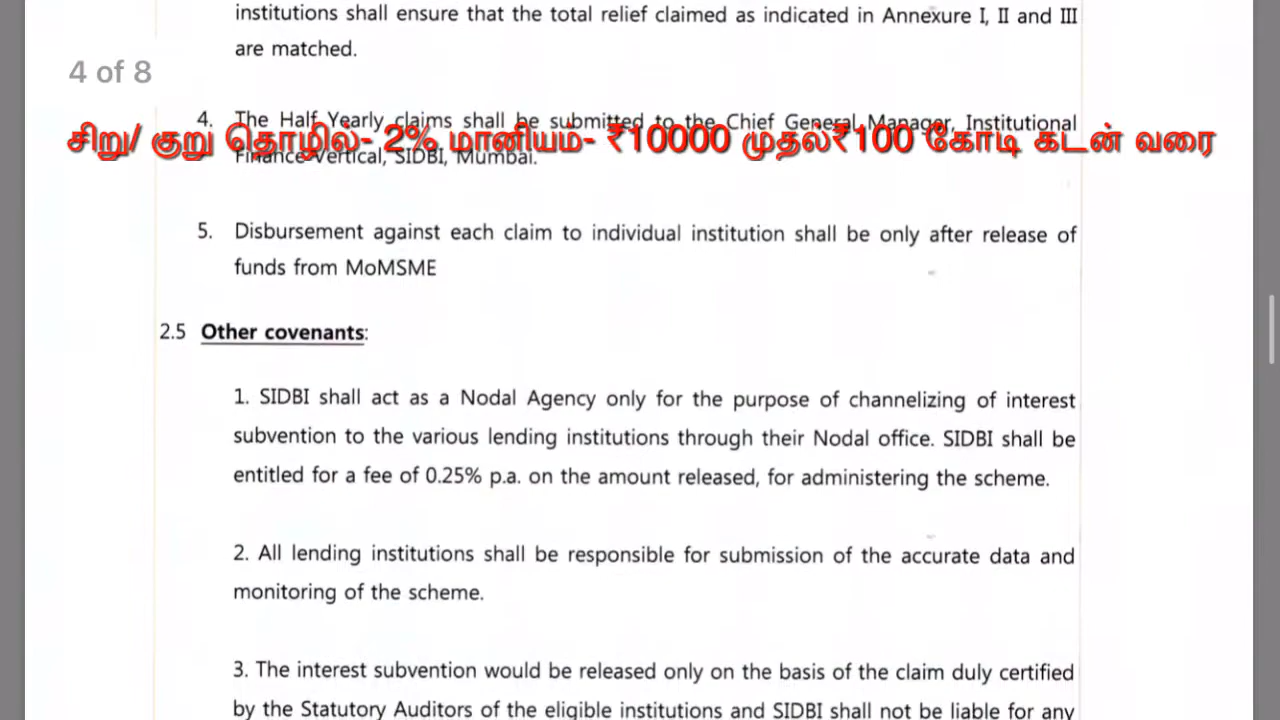 institutions shall ensure that the total relief claimed as indicated in Annexure I, II and III
are matched.
4 of 8
4. The Half Yearly claims shall be submitted to the Chief General Manager, Institutional
சிறு/ குறு தொழில்- 2% மானியம்- ₹10000 முதல்₹100 கோடி கடன் வரை
Finance Vertical, SIDBI, Mumbai.
5. Disbursement against each claim to individual institution shall be only after release of
funds from MoMSME
2.5 Other covenants:
1. SIDBI shall act as a Nodal Agency only for the purpose of channelizing of interest
subvention to the various lending institutions through their Nodal office. SIDBI shall be
entitled for a fee of 0.25% p.a. on the amount released, for administering the scheme.
2. All lending institutions shall be responsible for submission of the accurate data and
monitoring of the scheme.
3. The interest subvention would be released only on the basis of the claim duly certified
by the Statutory Auditors of the eligible institutions and SIDBI shall not be liable for any